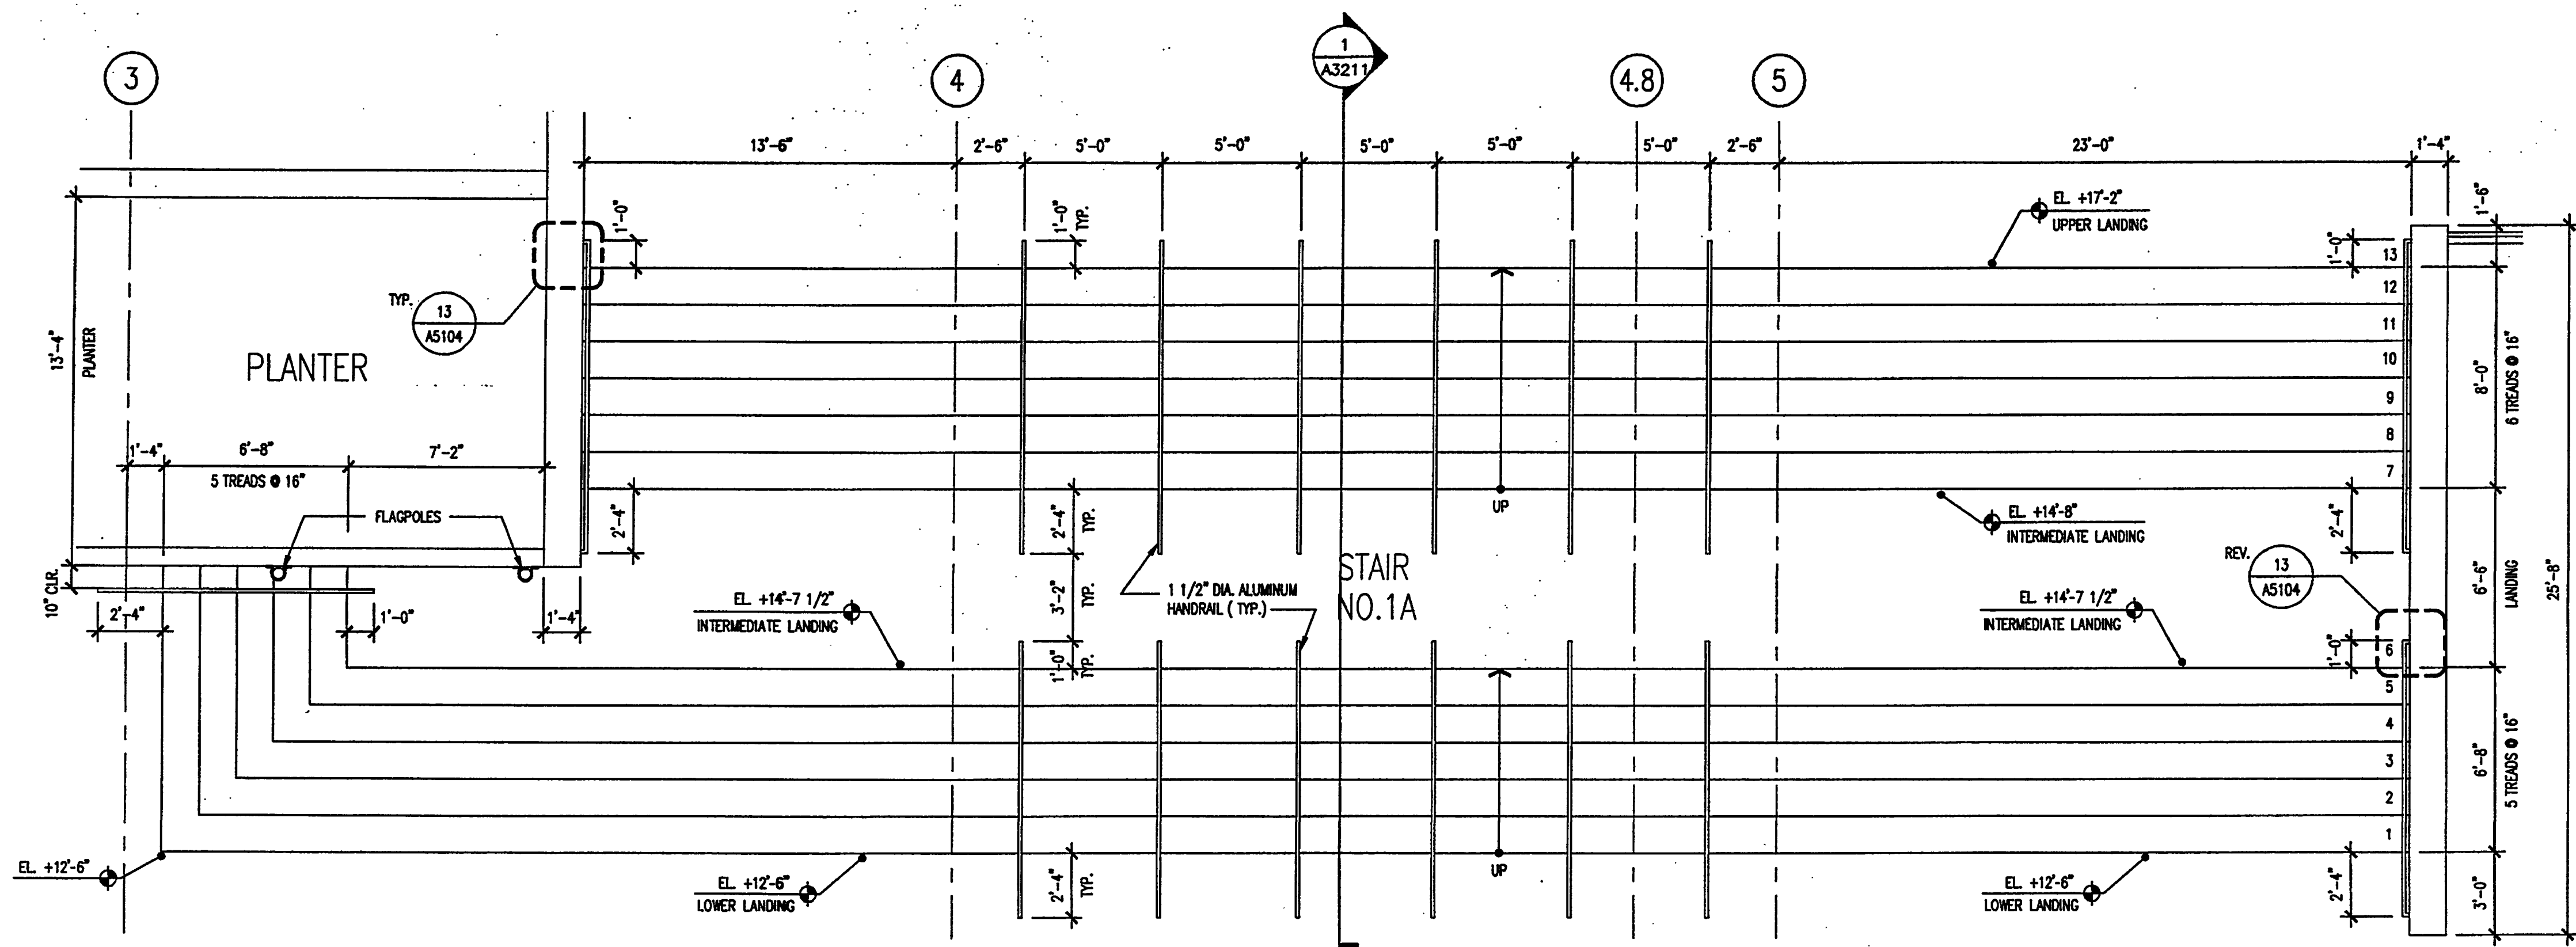 3
4
1
A3211
4.8
5
13'-6"
2'-6"
5'-0"
5'-0"
5'-0"
5'-0"
5'-0"
2'-6"
23'-0"
1'-4"
1'-6"
EL. +17'-2"
UPPER LANDING
1'-0"
1'-0"
TYP.
1'-0"
13
12
11
10
9
8
7
TYP.
13
A5104
13'-4"
PLANTER
PLANTER
8'-0"
6 TREADS @ 16"
1'-4"
6'-8"
7'-2"
5 TREADS @ 16"
FLAGPOLES
2'-4"
2'-4"
TYP.
UP
EL. +14'-8"
INTERMEDIATE LANDING
2'-4"
STAIR
NO.1A
REV.
13
A5104
6'-6"
LANDING
25'-8"
10" CLR.
2'-4"
1'-0"
1'-4"
EL. +14'-7 1/2"
INTERMEDIATE LANDING
3'-2"
TYP.
1 1/2" DIA. ALUMINUM
HANDRAIL ( TYP.)
EL. +14'-7 1/2"
INTERMEDIATE LANDING
1'-0"
TYP.
1'-0"
6
5
4
3
2
1
6'-8"
5 TREADS @ 16"
EL. +12'-6"
EL. +12'-6"
LOWER LANDING
2'-4"
TYP.
UP
EL. +12'-6"
LOWER LANDING
2'-4"
3'-0"